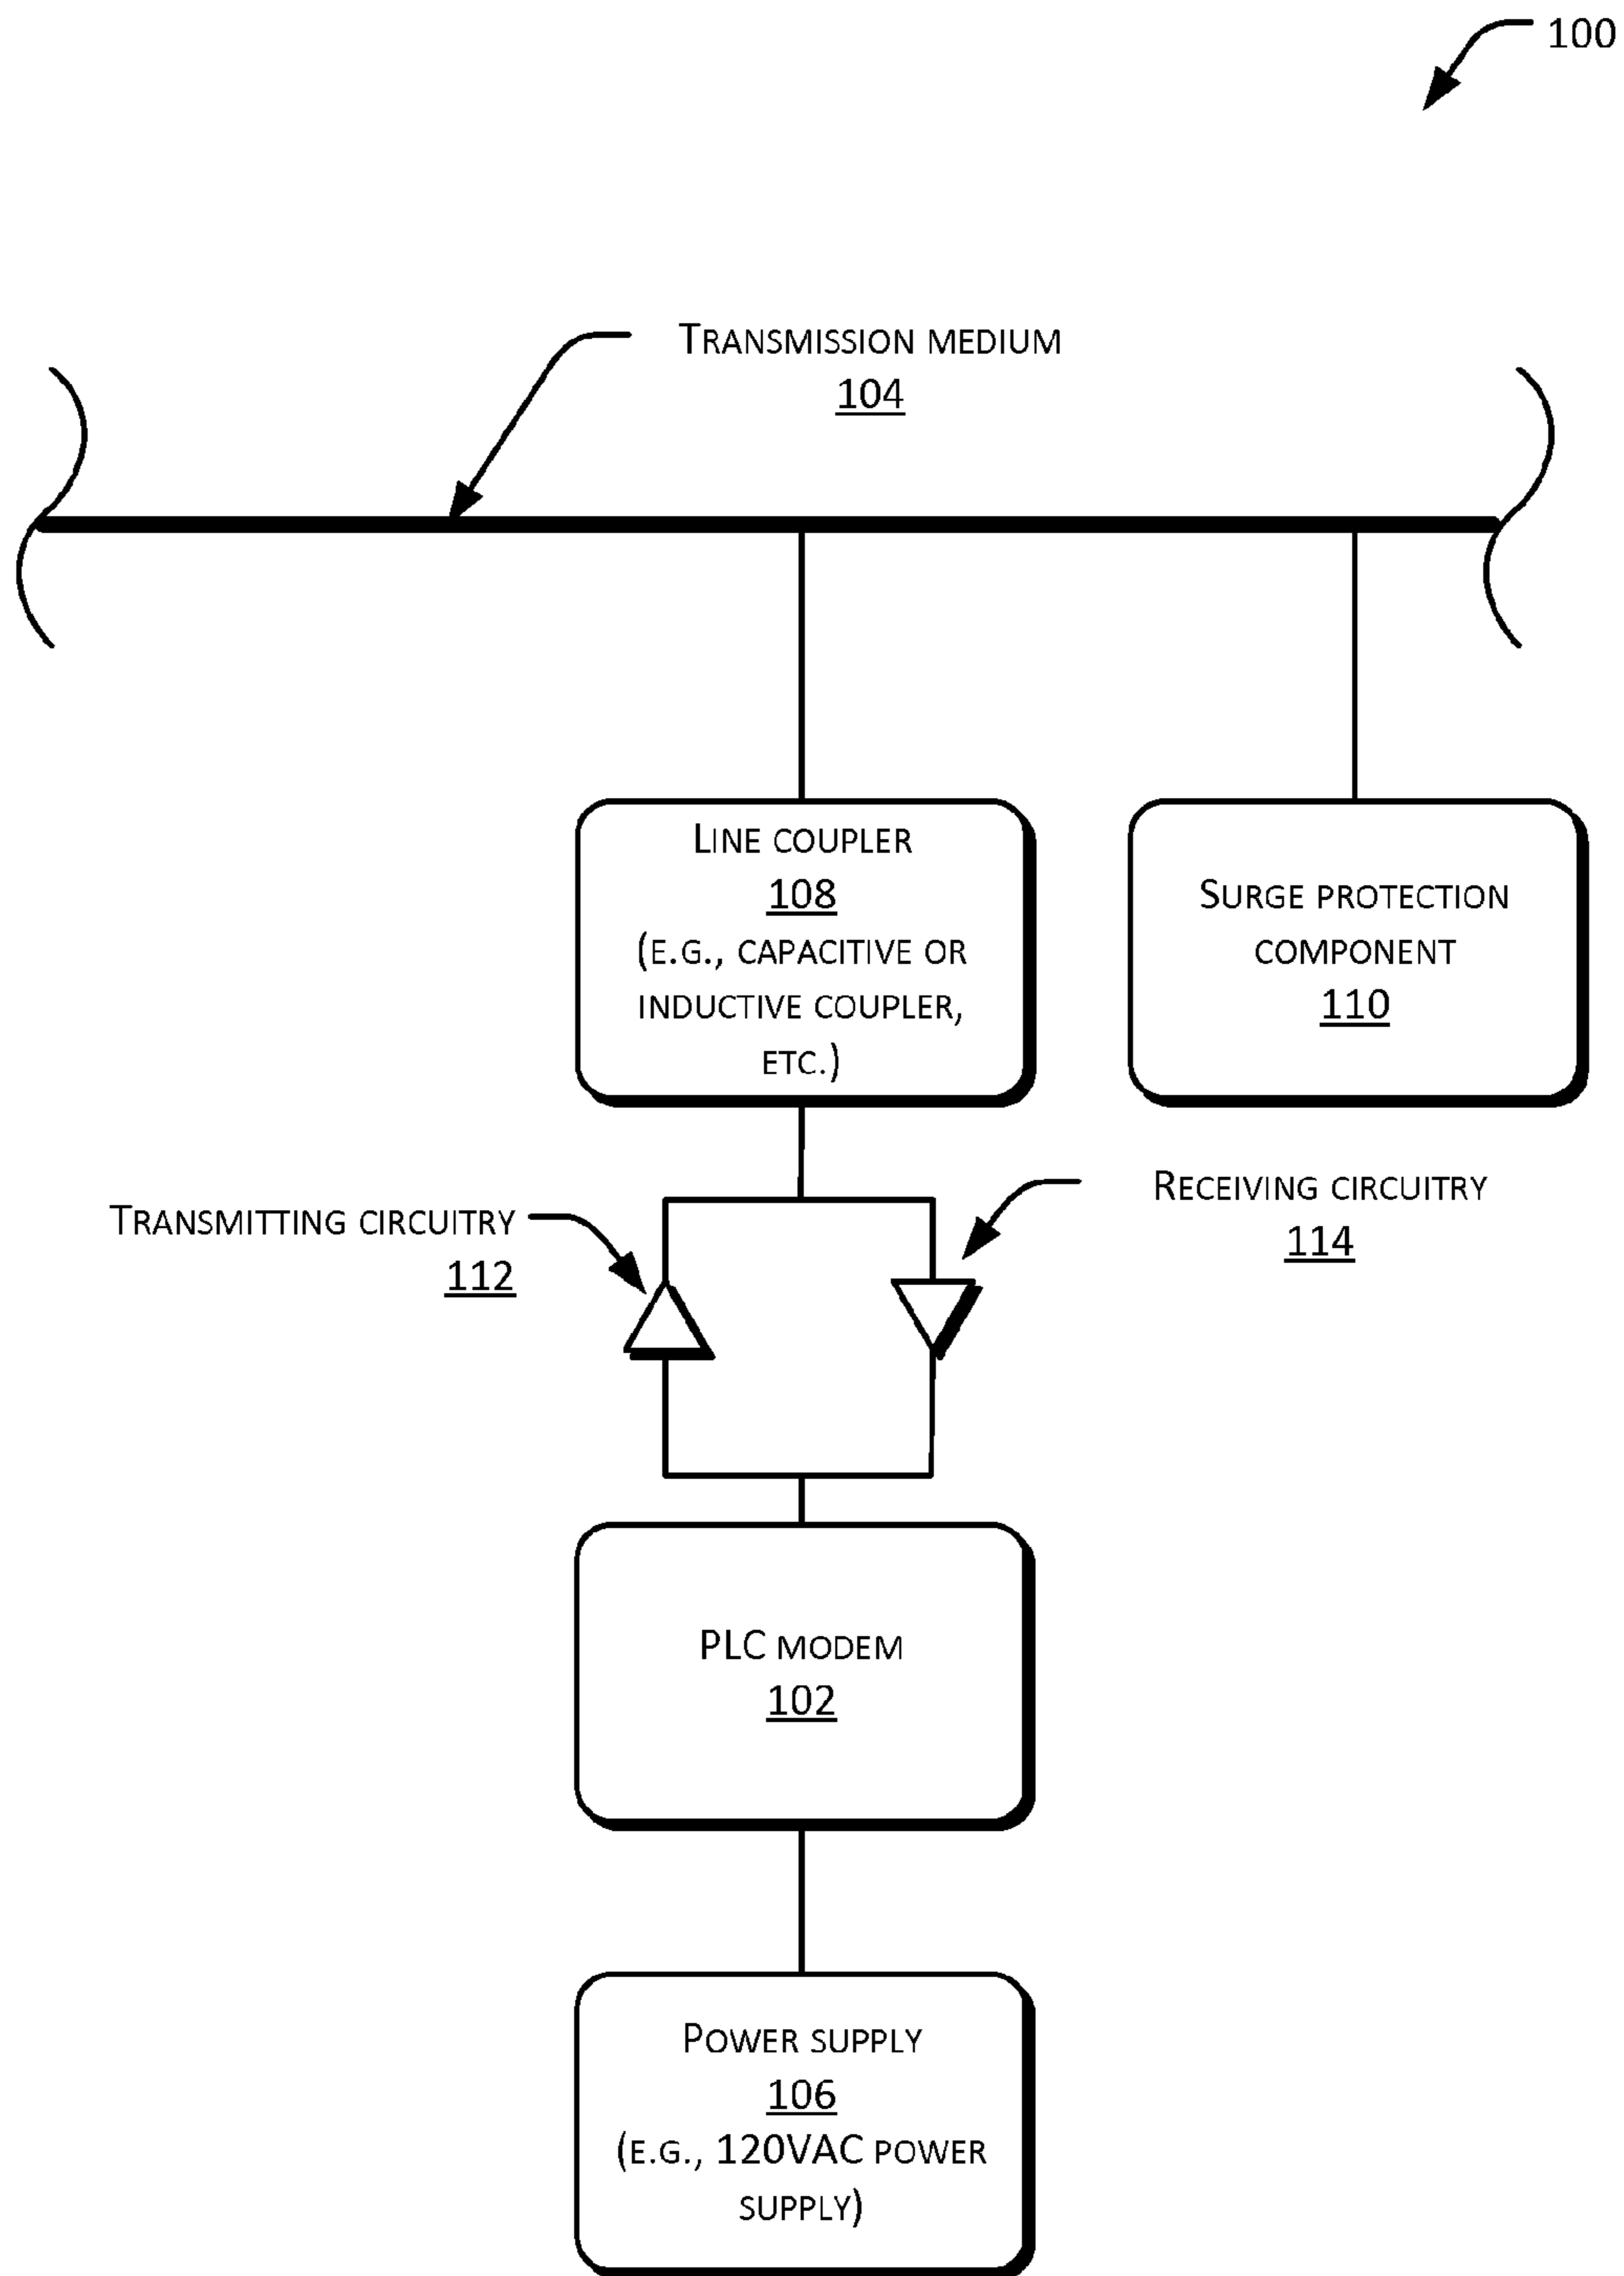 100
Transmission medium
104
Line coupler
108
(e.g., capacitive or
inductive coupler,
etc.)
Surge protection
component
110
Transmitting circuitry
112
Receiving circuitry
114
PLC modem
102
Power supply
106
(e.g., 120VAC power
supply)